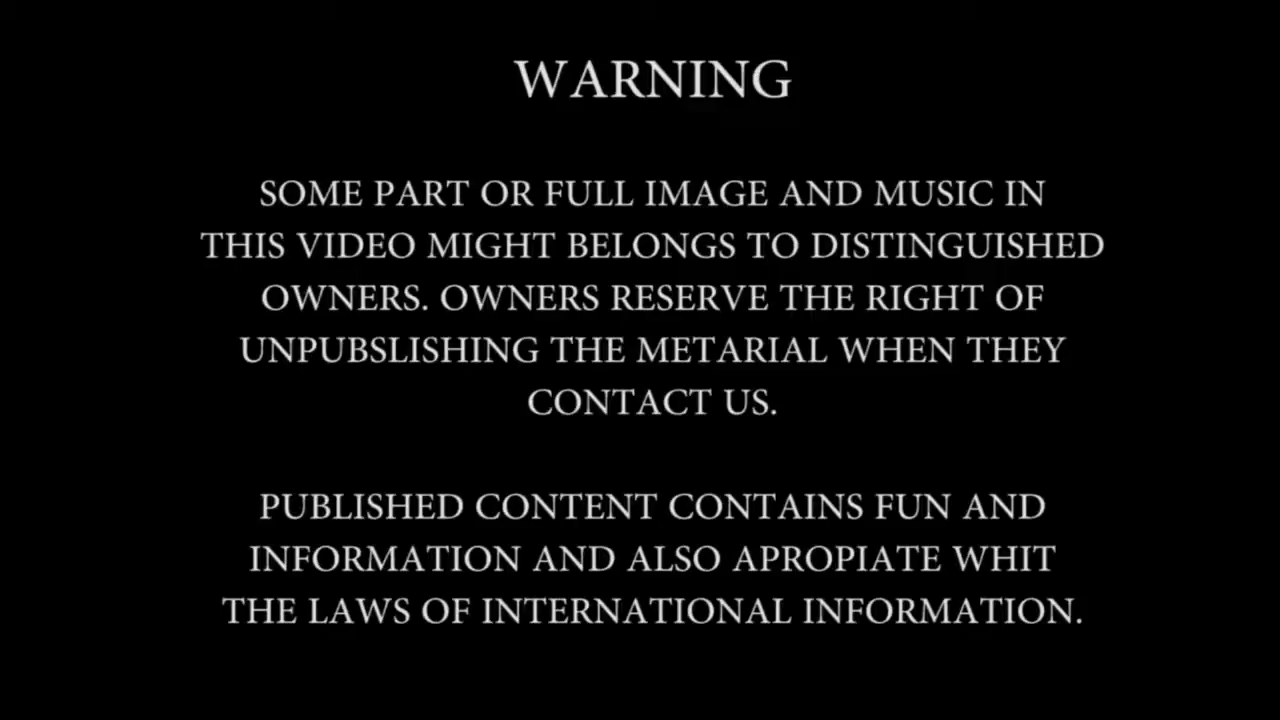 WARNING
SOME PART OR FULL IMAGE AND MUSIC IN
THIS VIDEO MIGHT BELONGS TO DISTINGUISHED
OWNERS. OWNERS RESERVE THE RIGHT OF
UNPUBSLISHING THE METARIAL WHEN THEY
CONTACT US.
PUBLISHED CONTENT CONTAINS FUN AND
INFORMATION AND ALSO APROPIATE WHIT
THE LAWS OF INTERNATIONAL INFORMATION.